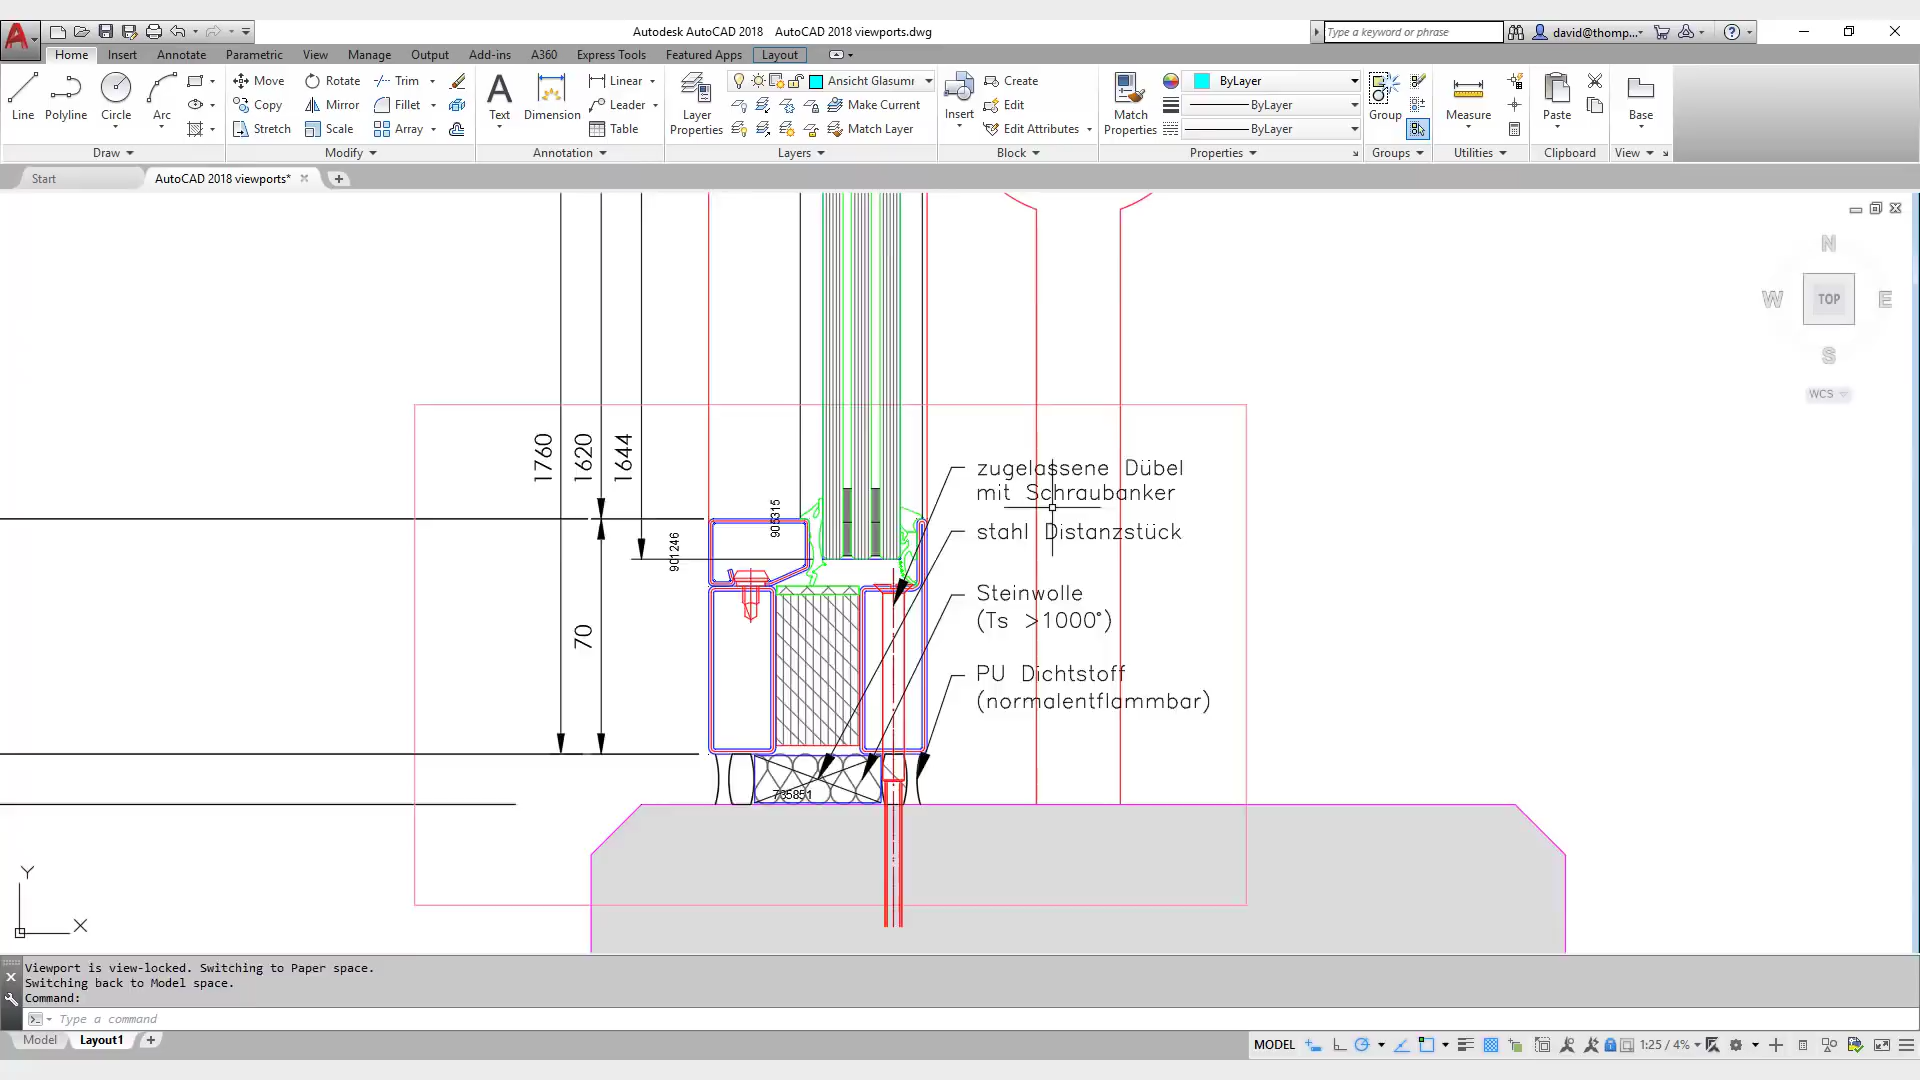 Autodesk AutoCAD 2018 AutoCAD 2018 viewports.dwg
Type a keyword or phrase
david@thomp...
Home Insert Annotate Parametric View Manage Output Add-ins A360 Express Tools Featured Apps Layout
Line Polyline Circle Arc
Move Rotate Trim
Copy Mirror Fillet
Stretch Scale Array
Text Dimension
Linear
Leader
Table
Layer
Properties
Ansicht Glasumr
Make Current
Match Layer
Insert
Create
Edit
Edit Attributes
Match
Properties
ByLayer
ByLayer
ByLayer
Group
Measure
Paste
Base
Draw Modify Annotation Layers Block Properties Groups Utilities Clipboard View
Start AutoCAD 2018 viewports*
N
W TOP E
S
WCS
1760
1620
1644
905315
901246
70
735851
zugelassene Dübel
mit Schraubanker
stahl Distanzstück
Steinwolle
(Ts >1000°)
PU Dichtstoff
(normalentflammbar)
Y
X
Viewport is view-locked. Switching to Paper space.
Switching back to Model space.
Command:
Type a command
Model Layout1
MODEL 1:25 / 4%